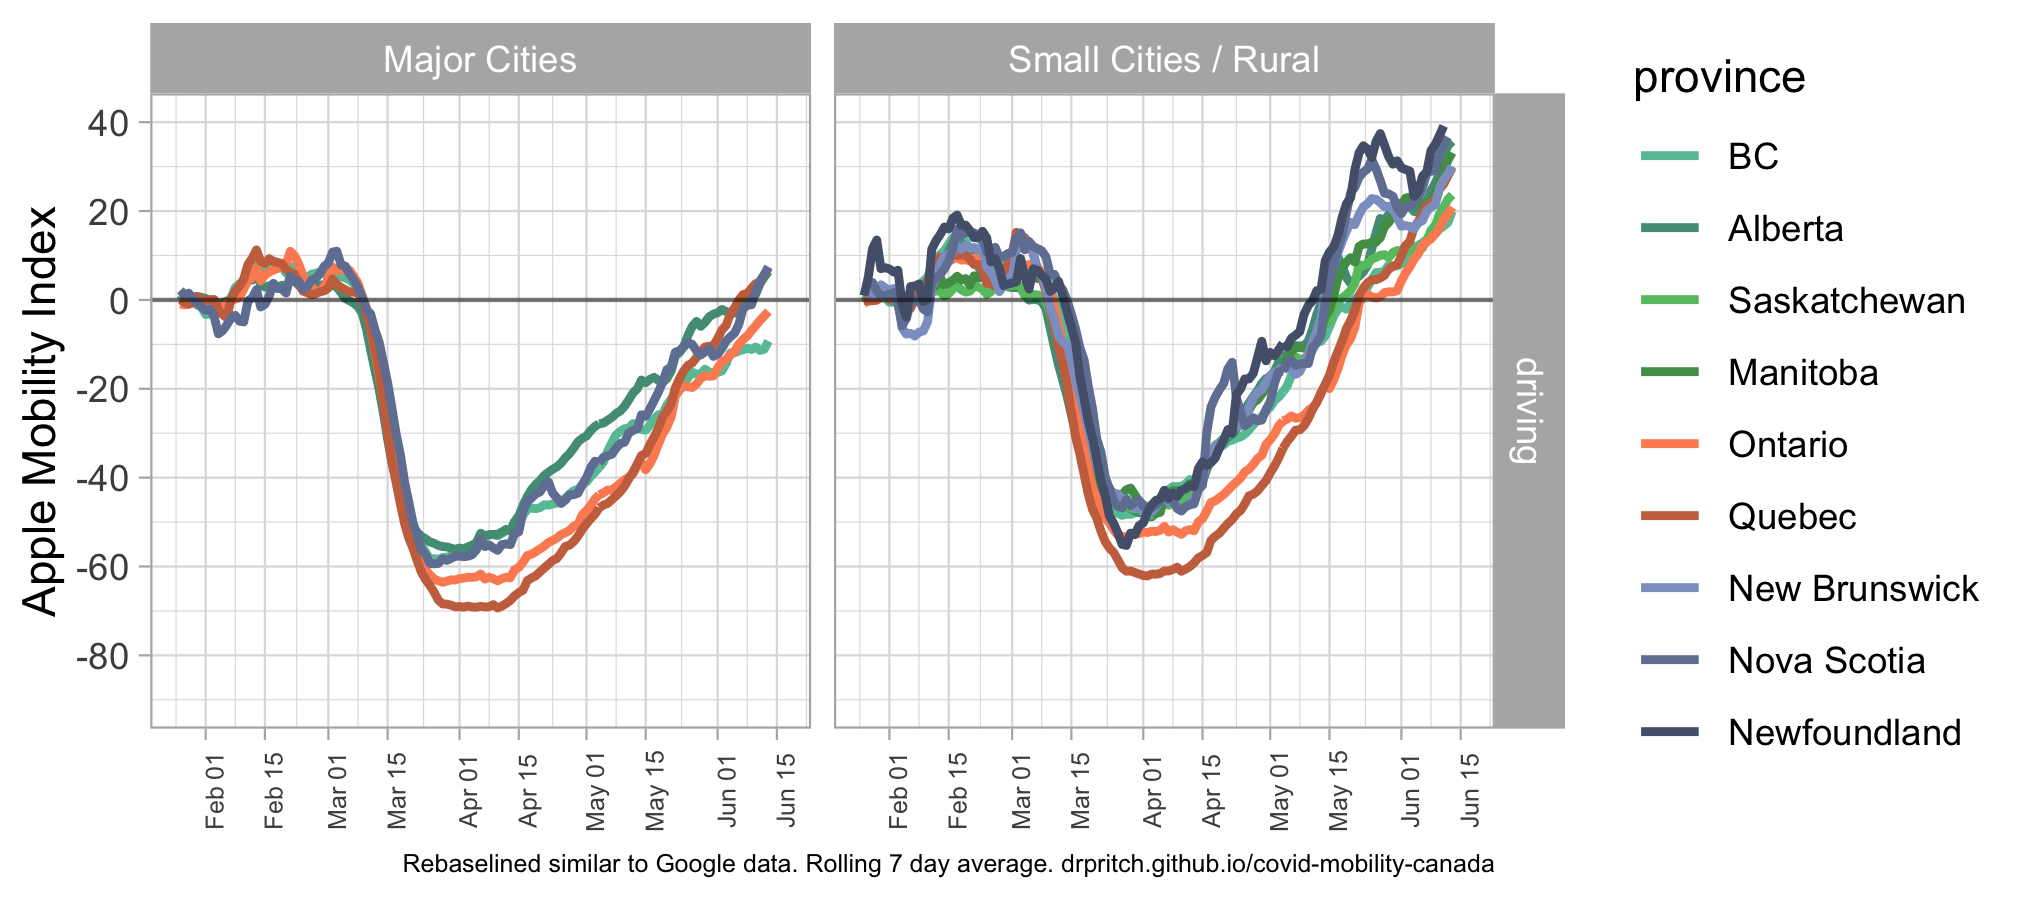 Major Cities
Small Cities / Rural
Apple Mobility Index
40
20
0
-20
-40
-60
-80
driving
Feb 01
Feb 15
Mar 01
Mar 15
Apr 01
Apr 15
May 01
May 15
Jun 01
Jun 15
Feb 01
Feb 15
Mar 01
Mar 15
Apr 01
Apr 15
May 01
May 15
Jun 01
Jun 15
Rebaselined similar to Google data. Rolling 7 day average. drpritch.github.io/covid-mobility-canada
province
BC
Alberta
Saskatchewan
Manitoba
Ontario
Quebec
New Brunswick
Nova Scotia
Newfoundland